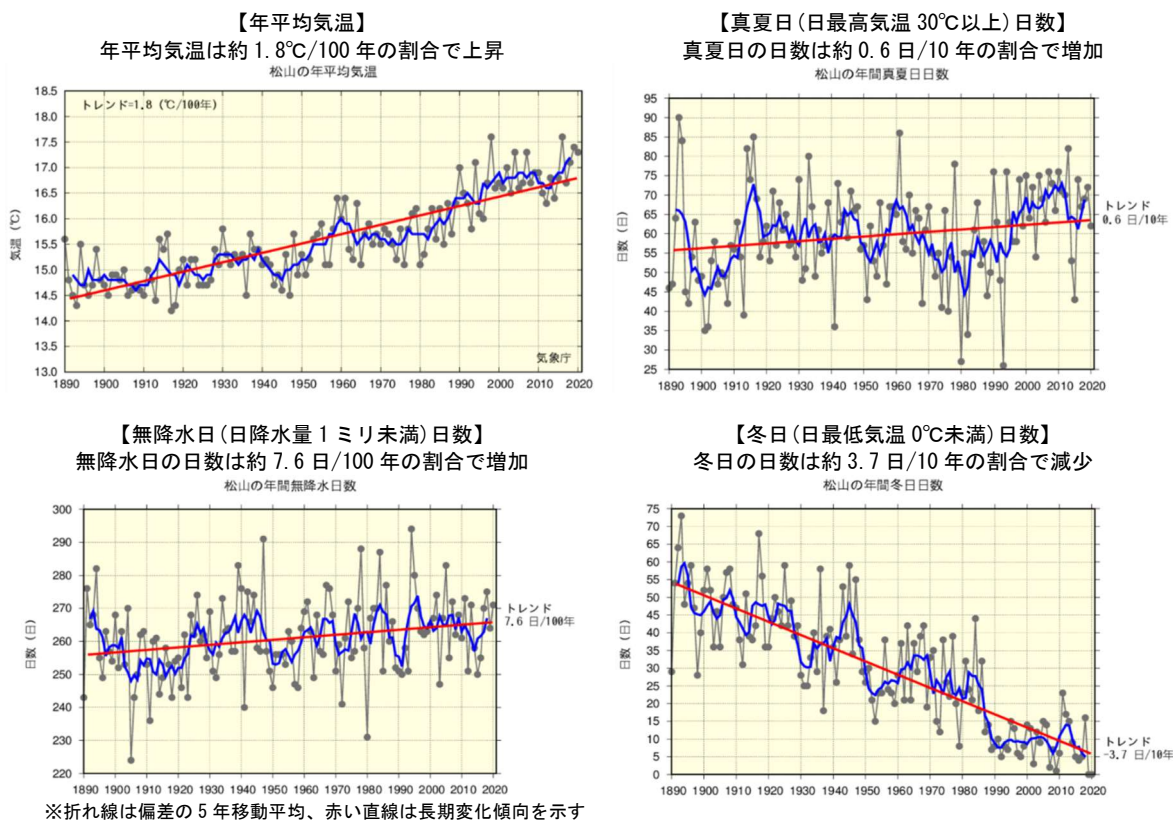 【年平均気温】
年平均気温は約1.8℃/100年の割合で上昇
松山の年平均気温
トレンド=1.8 (℃/100年)
気温 (℃)
18.5
18.0
17.5
17.0
16.5
16.0
15.5
15.0
14.5
14.0
13.5
13.0
気象庁
1890 1900 1910 1920 1930 1940 1950 1960 1970 1980 1990 2000 2010 2020
【真夏日(日最高気温30℃以上)日数】
真夏日の日数は約0.6日/10年の割合で増加
松山の年間真夏日日数
日数 (日)
95
90
85
80
75
70
65
60
55
50
45
40
35
30
25
トレンド
0.6 日/10年
1890 1900 1910 1920 1930 1940 1950 1960 1970 1980 1990 2000 2010 2020
【無降水日(日降水量1ミリ未満)日数】
無降水日の日数は約7.6日/100年の割合で増加
松山の年間無降水日数
日数 (日)
300
290
280
270
260
250
240
230
220
トレンド
7.6 日/100年
1890 1900 1910 1920 1930 1940 1950 1960 1970 1980 1990 2000 2010 2020
【冬日(日最低気温0℃未満)日数】
冬日の日数は約3.7日/10年の割合で減少
松山の年間冬日日数
日数 (日)
75
70
65
60
55
50
45
40
35
30
25
20
15
10
5
0
トレンド
-3.7 日/10年
1890 1900 1910 1920 1930 1940 1950 1960 1970 1980 1990 2000 2010 2020
※折れ線は偏差の5年移動平均、赤い直線は長期変化傾向を示す